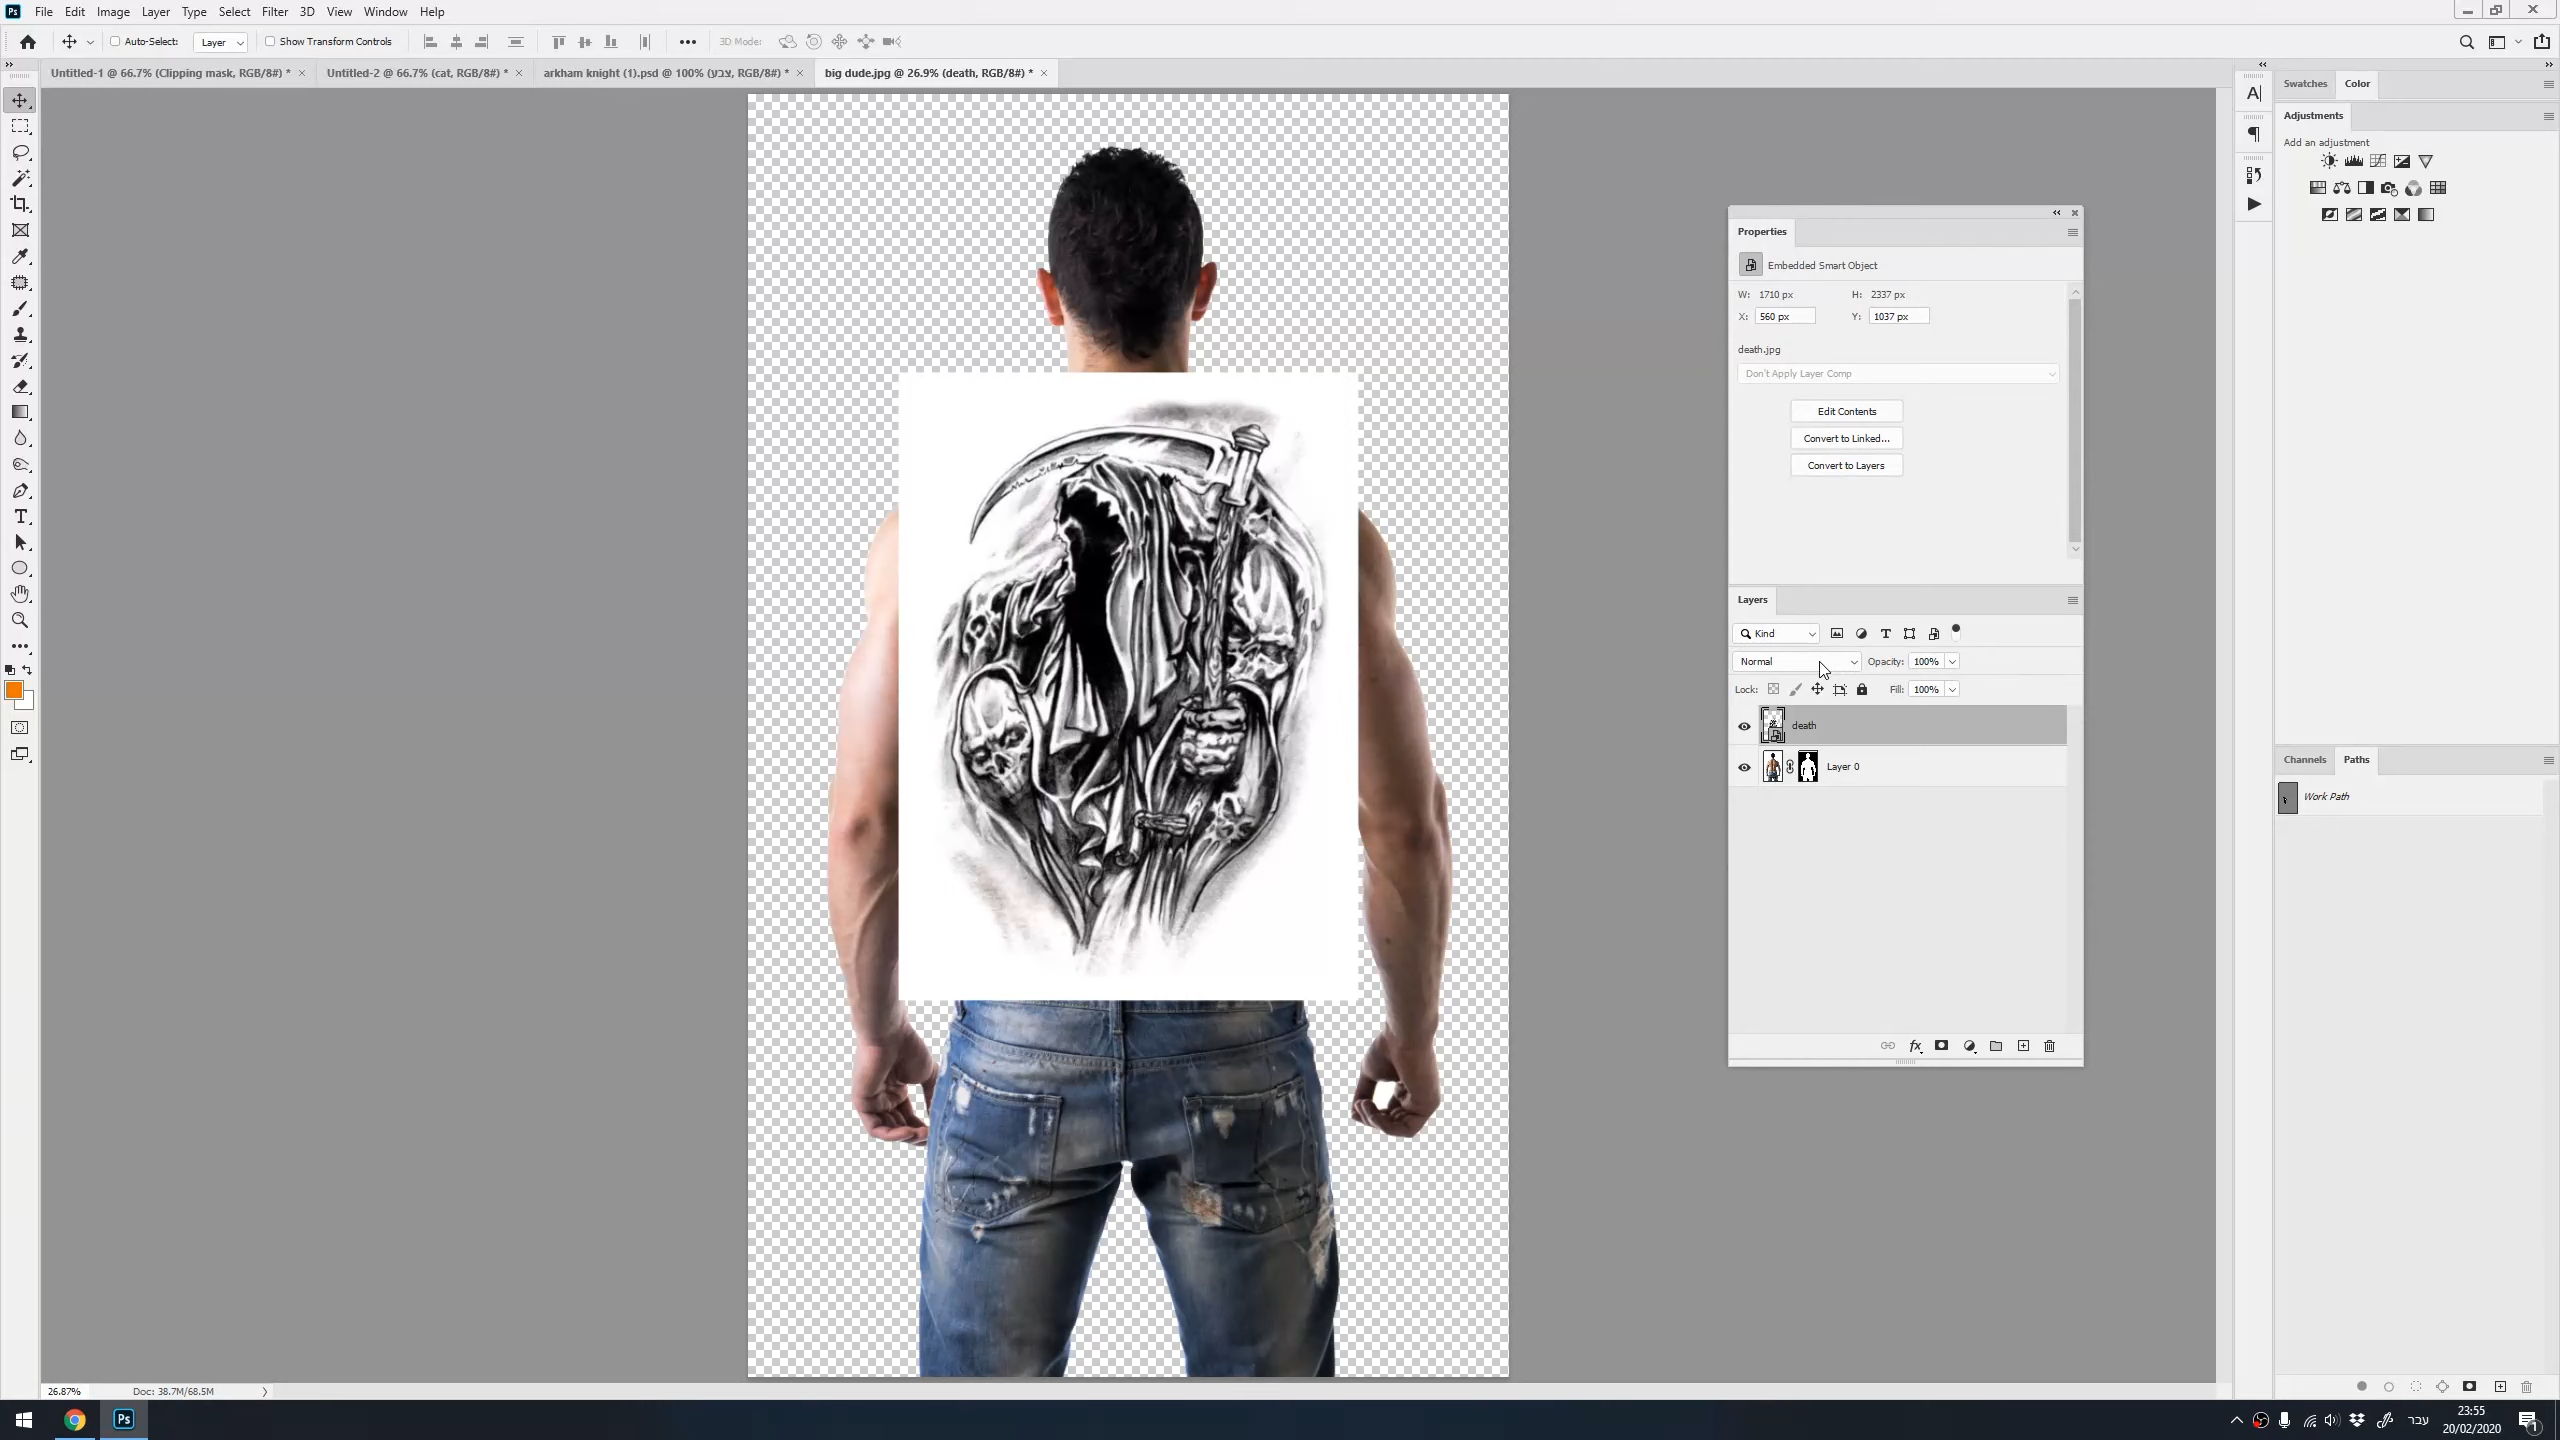 Ps File Edit Image Layer Type Select Filter 3D View Window Help
Auto-Select: Layer Show Transform Controls 3D Mode:
Untitled-1 @ 66.7% (Clipping mask, RGB/8#) * Untitled-2 @ 66.7% (cat, RGB/8#) * arkham knight (1).psd @ 100% (צבע, RGB/8#) * big dude.jpg @ 26.9% (death, RGB/8#) *
Swatches Color
Adjustments
Add an adjustment
Properties
Embedded Smart Object
W: 1710 px H: 2337 px
X: 560 px Y: 1037 px
death.jpg
Don't Apply Layer Comp
Edit Contents
Convert to Linked...
Convert to Layers
Layers
Kind
Normal Opacity: 100%
Lock: Fill: 100%
death
Layer 0
Channels Paths
Work Path
26.87% Doc: 38.7M/68.5M
Ps
עבר
23:55
20/02/2020
1